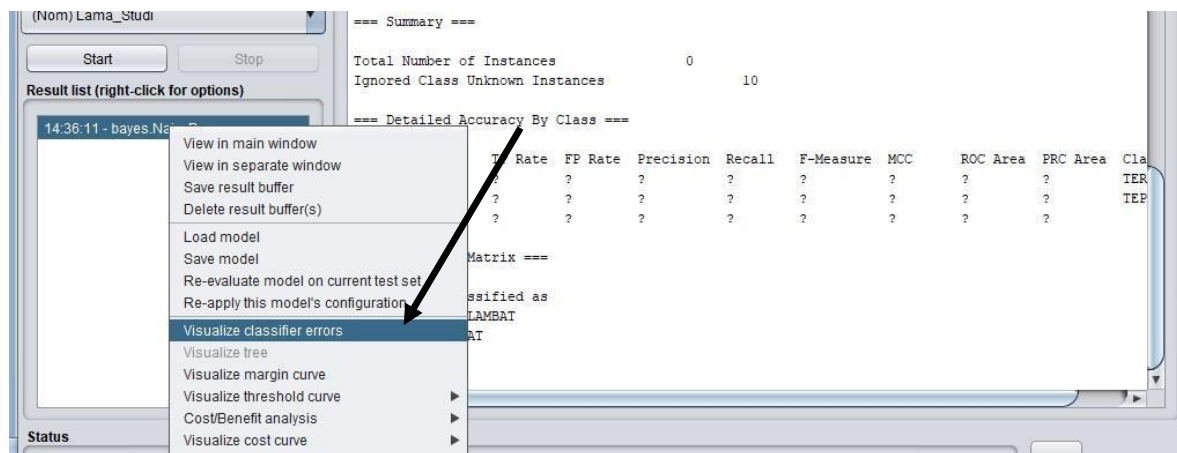 (Nom) Lama_Studi
Start
Stop
Result list (right-click for options)
14:36:11 - bayes.Nai
View in main window
View in separate window
Save result buffer
Delete result buffer(s)
Load model
Save model
Re-evaluate model on current test set
Re-apply this model's configuration
Visualize classifier errors
Visualize tree
Visualize margin curve
Visualize threshold curve
Cost/Benefit analysis
Visualize cost curve
Status
=== Summary ===
Total Number of Instances 0
Ignored Class Unknown Instances 10
=== Detailed Accuracy By Class ===
Rate FP Rate Precision Recall F-Measure MCC ROC Area PRC Area Cla
? ? ? ? ? ? ? ? TER
? ? ? ? ? ? ? ? TEP
? ? ? ? ? ? ? ?
Matrix ===
ssified as
LAMBAT
AT